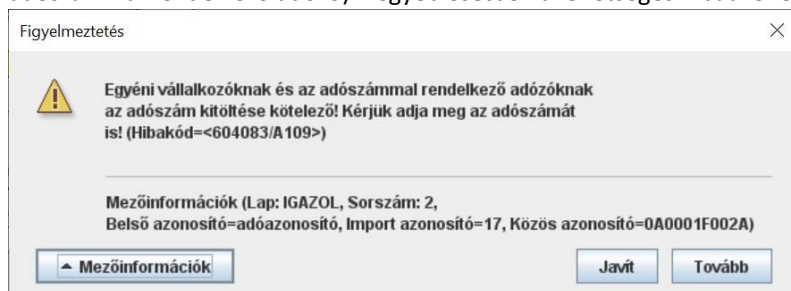 Figyelmeztetés
Egyéni vállalkozóknak és az adószámmal rendelkező adózóknak
az adószám kitöltése kötelező! Kérjük adja meg az adószámát
is! (Hibakód=<604083/A109>)
Mezőinformációk (Lap: IGAZOL, Sorszám: 2,
Belső azonosító=adóazonosító, Import azonosító=17, Közös azonosító=0A0001F002A)
Mezőinformációk
Javít
Tovább